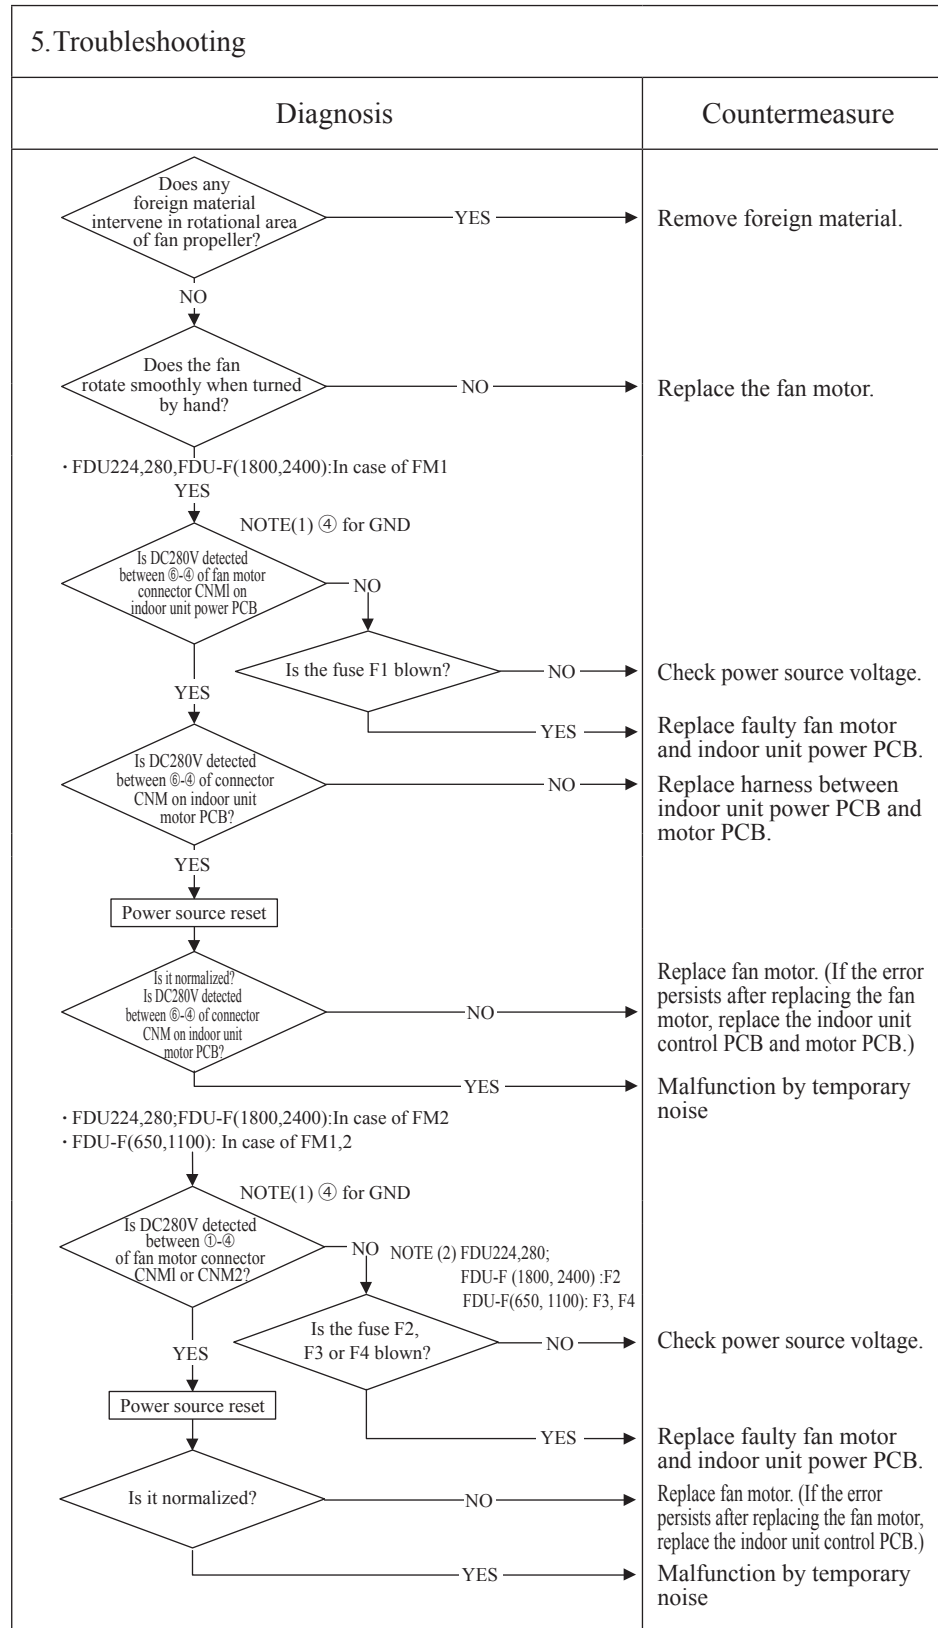 5.Troubleshooting
Diagnosis
Countermeasure
Does any
foreign material
intervene in rotational area
of fan propeller?
YES
Remove foreign material.
NO
Does the fan
rotate smoothly when turned
by hand?
NO
Replace the fan motor.
・FDU224,280,FDU-F(1800,2400):In case of FM1
YES
NOTE(1) ④ for GND
Is DC280V detected
between ⑥-④ of fan motor
connector CNMl on
indoor unit power PCB
NO
Is the fuse F1 blown?
NO
Check power source voltage.
YES
YES
Replace faulty fan motor
and indoor unit power PCB.
Is DC280V detected
between ⑥-④ of connector
CNM on indoor unit
motor PCB?
NO
Replace harness between
indoor unit power PCB and
motor PCB.
YES
Power source reset
Is it normalized?
Is DC280V detected
between ⑥-④ of connector
CNM on indoor unit
motor PCB?
NO
Replace fan motor. (If the error
persists after replacing the fan
motor, replace the indoor unit
control PCB and motor PCB.)
YES
Malfunction by temporary
noise
・FDU224,280;FDU-F(1800,2400):In case of FM2
・FDU-F(650,1100): In case of FM1,2
NOTE(1) ④ for GND
Is DC280V detected
between ①-④
of fan motor connector
CNMl or CNM2?
NO
NOTE (2) FDU224,280;
FDU-F (1800, 2400) :F2
FDU-F(650, 1100): F3, F4
Is the fuse F2,
F3 or F4 blown?
NO
Check power source voltage.
YES
Power source reset
YES
Replace faulty fan motor
and indoor unit power PCB.
Is it normalized?
NO
Replace fan motor. (If the error
persists after replacing the fan motor,
replace the indoor unit control PCB.)
YES
Malfunction by temporary
noise